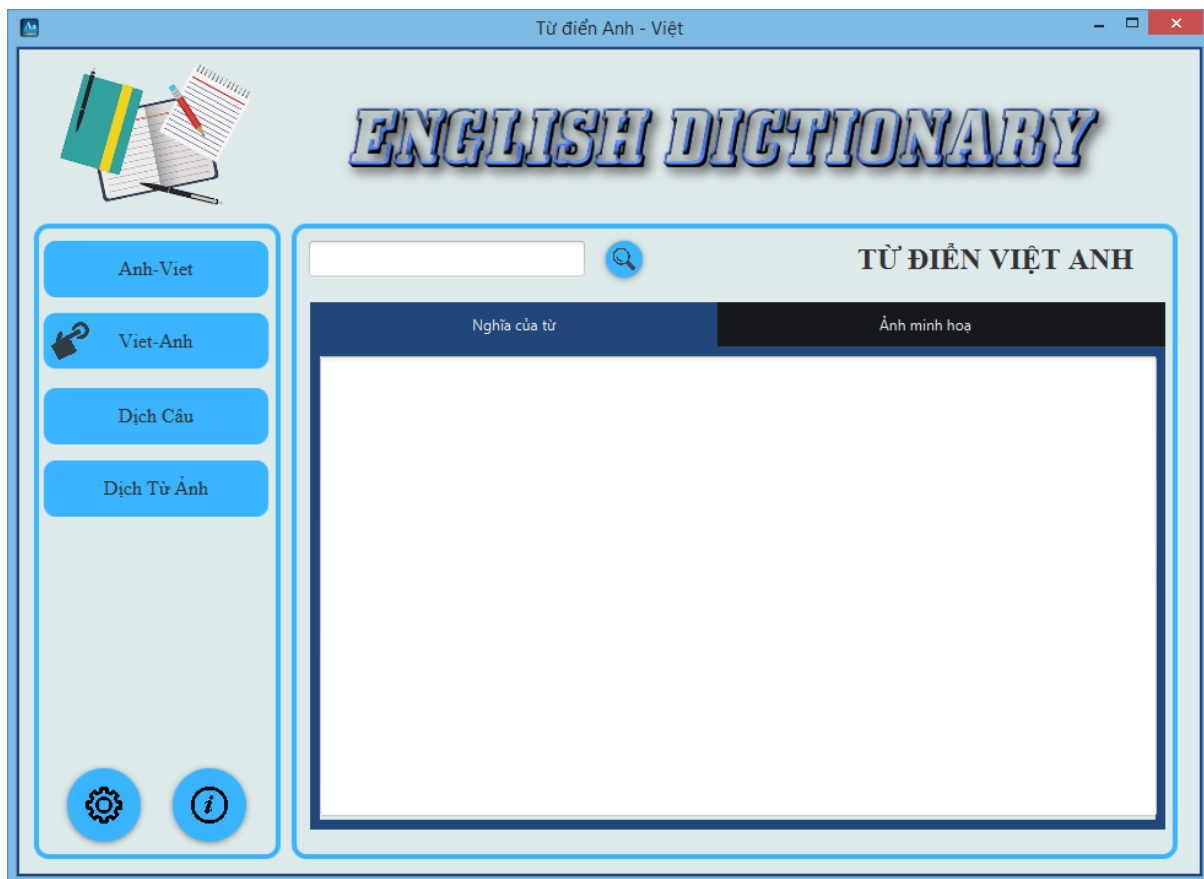 Aa
Từ điển Anh - Việt
ENGLISH DICTIONARY
Anh-Viet
Viet-Anh
Dịch Câu
Dịch Từ Ảnh
TỪ ĐIỂN VIỆT ANH
Nghĩa của từ
Ảnh minh hoạ
i